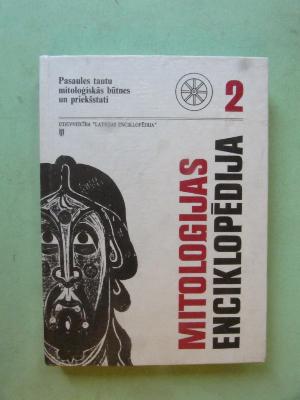 Pasaules tautu
mitoloģiskās būtnes
un priekšstati
IZDEVNIECĪBA "LATVIJAS ENCIKLOPĒDIJA"
2
MITOLOĢIJAS
ENCIKLOPĒDIJA